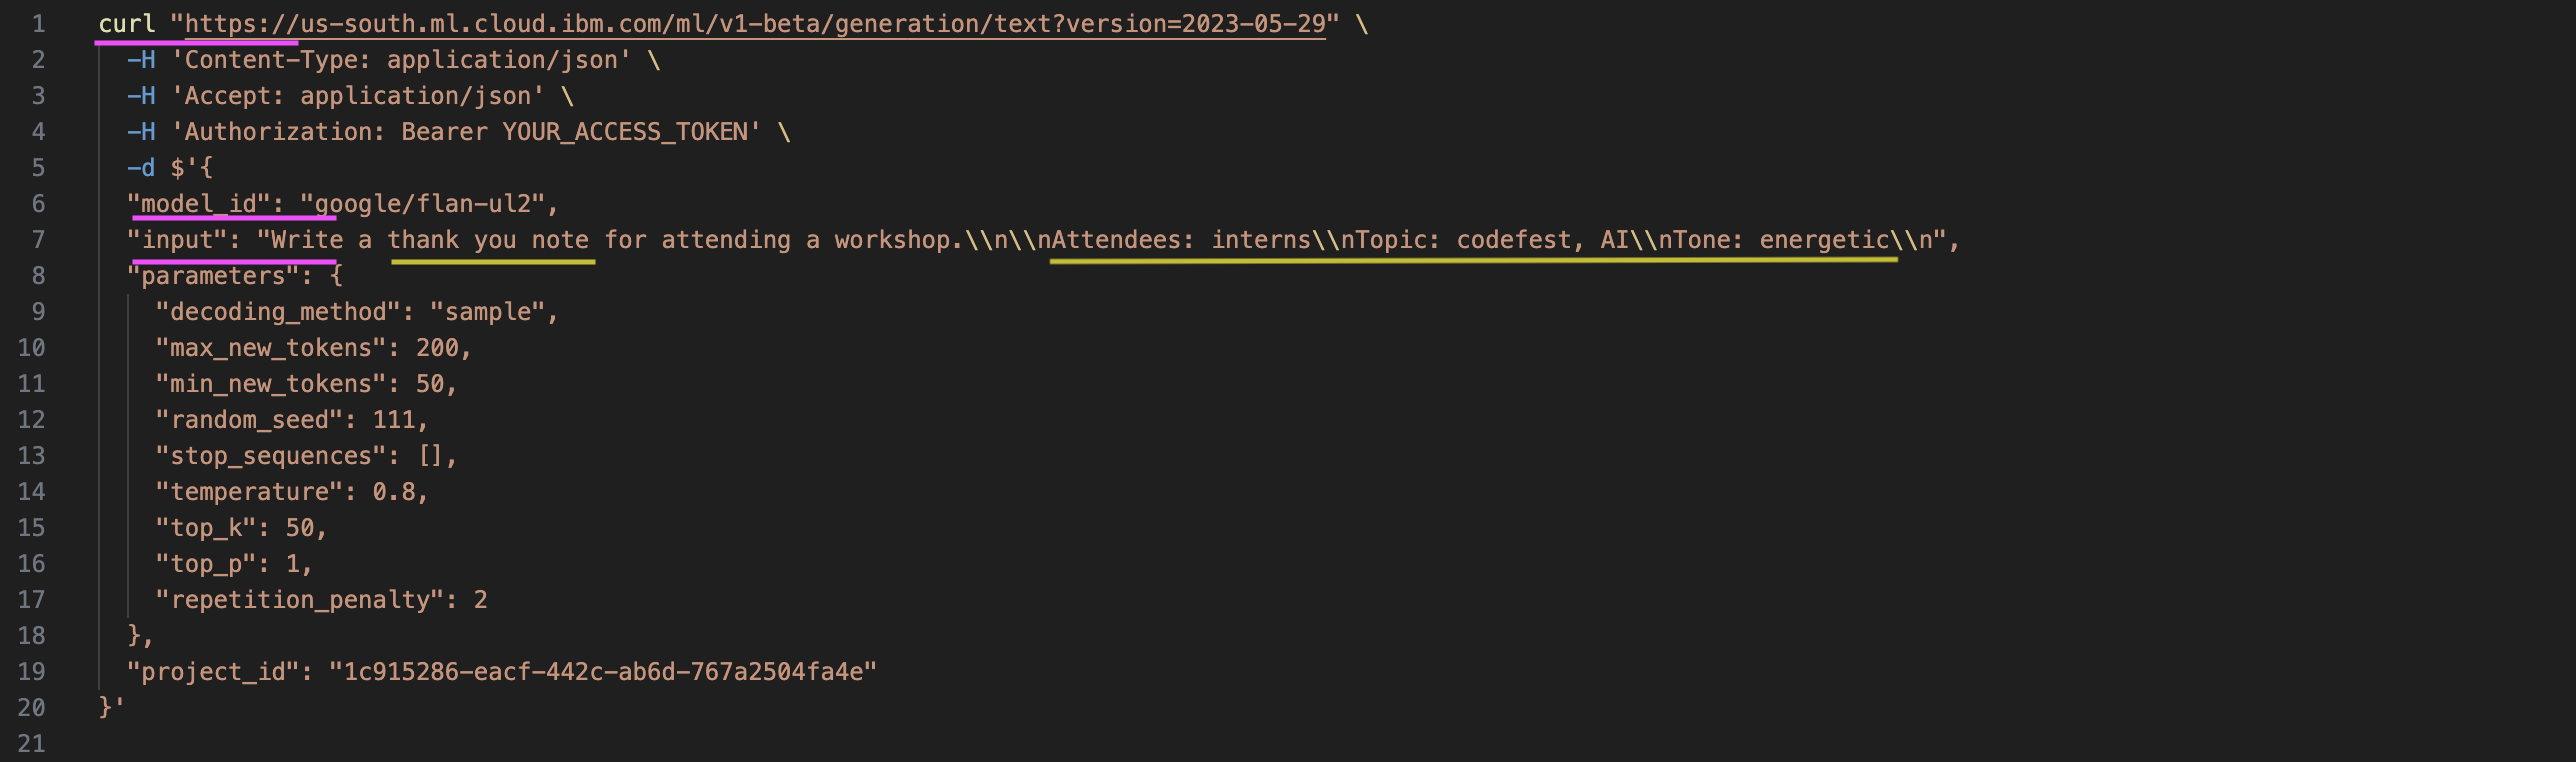 1 curl "https://us-south.ml.cloud.ibm.com/ml/v1-beta/generation/text?version=2023-05-29" \
2 -H 'Content-Type: application/json' \
3 -H 'Accept: application/json' \
4 -H 'Authorization: Bearer YOUR_ACCESS_TOKEN' \
5 -d $'{
6 "model_id": "google/flan-ul2",
7 "input": "Write a thank you note for attending a workshop.\\n\\nAttendees: interns\\nTopic: codefest, AI\\nTone: energetic\\n",
8 "parameters": {
9 "decoding_method": "sample",
10 "max_new_tokens": 200,
11 "min_new_tokens": 50,
12 "random_seed": 111,
13 "stop_sequences": [],
14 "temperature": 0.8,
15 "top_k": 50,
16 "top_p": 1,
17 "repetition_penalty": 2
18 },
19 "project_id": "1c915286-eacf-442c-ab6d-767a2504fa4e"
20 }'
21